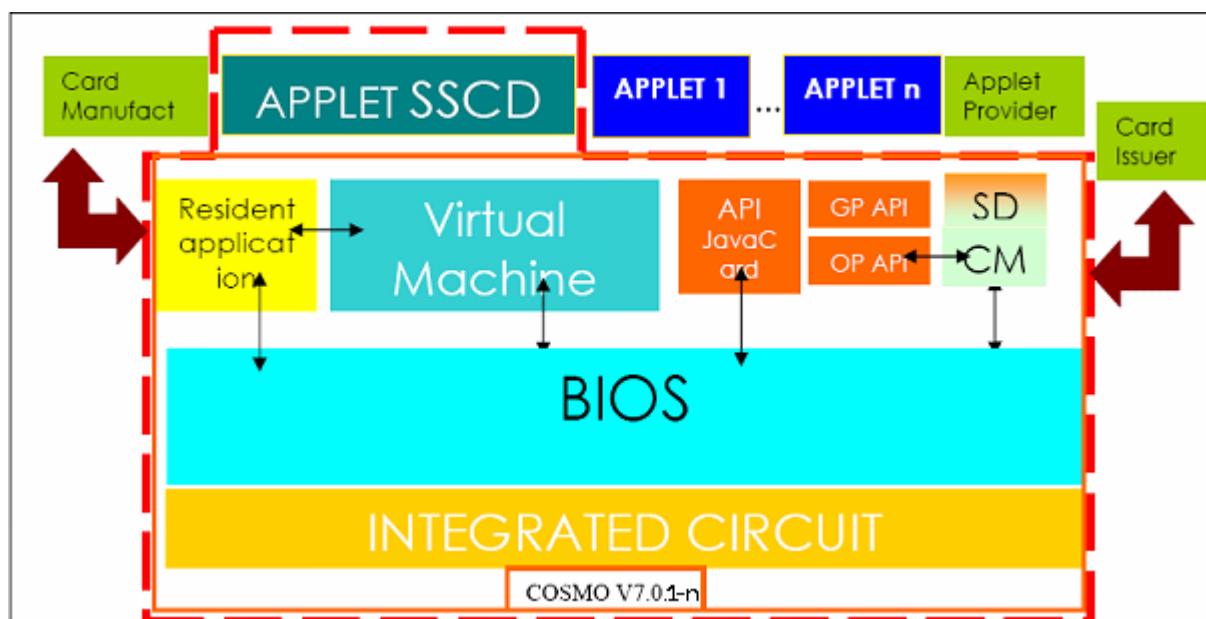 Card
Manufact
APPLET SSCD
APPLET 1
...
APPLET n
Applet
Provider
Card
Issuer
Resident
applicat
ion
Virtual
Machine
API
JavaC
ard
GP API
OP API
SD
CM
BIOS
INTEGRATED CIRCUIT
COSMO V7.0.1-n